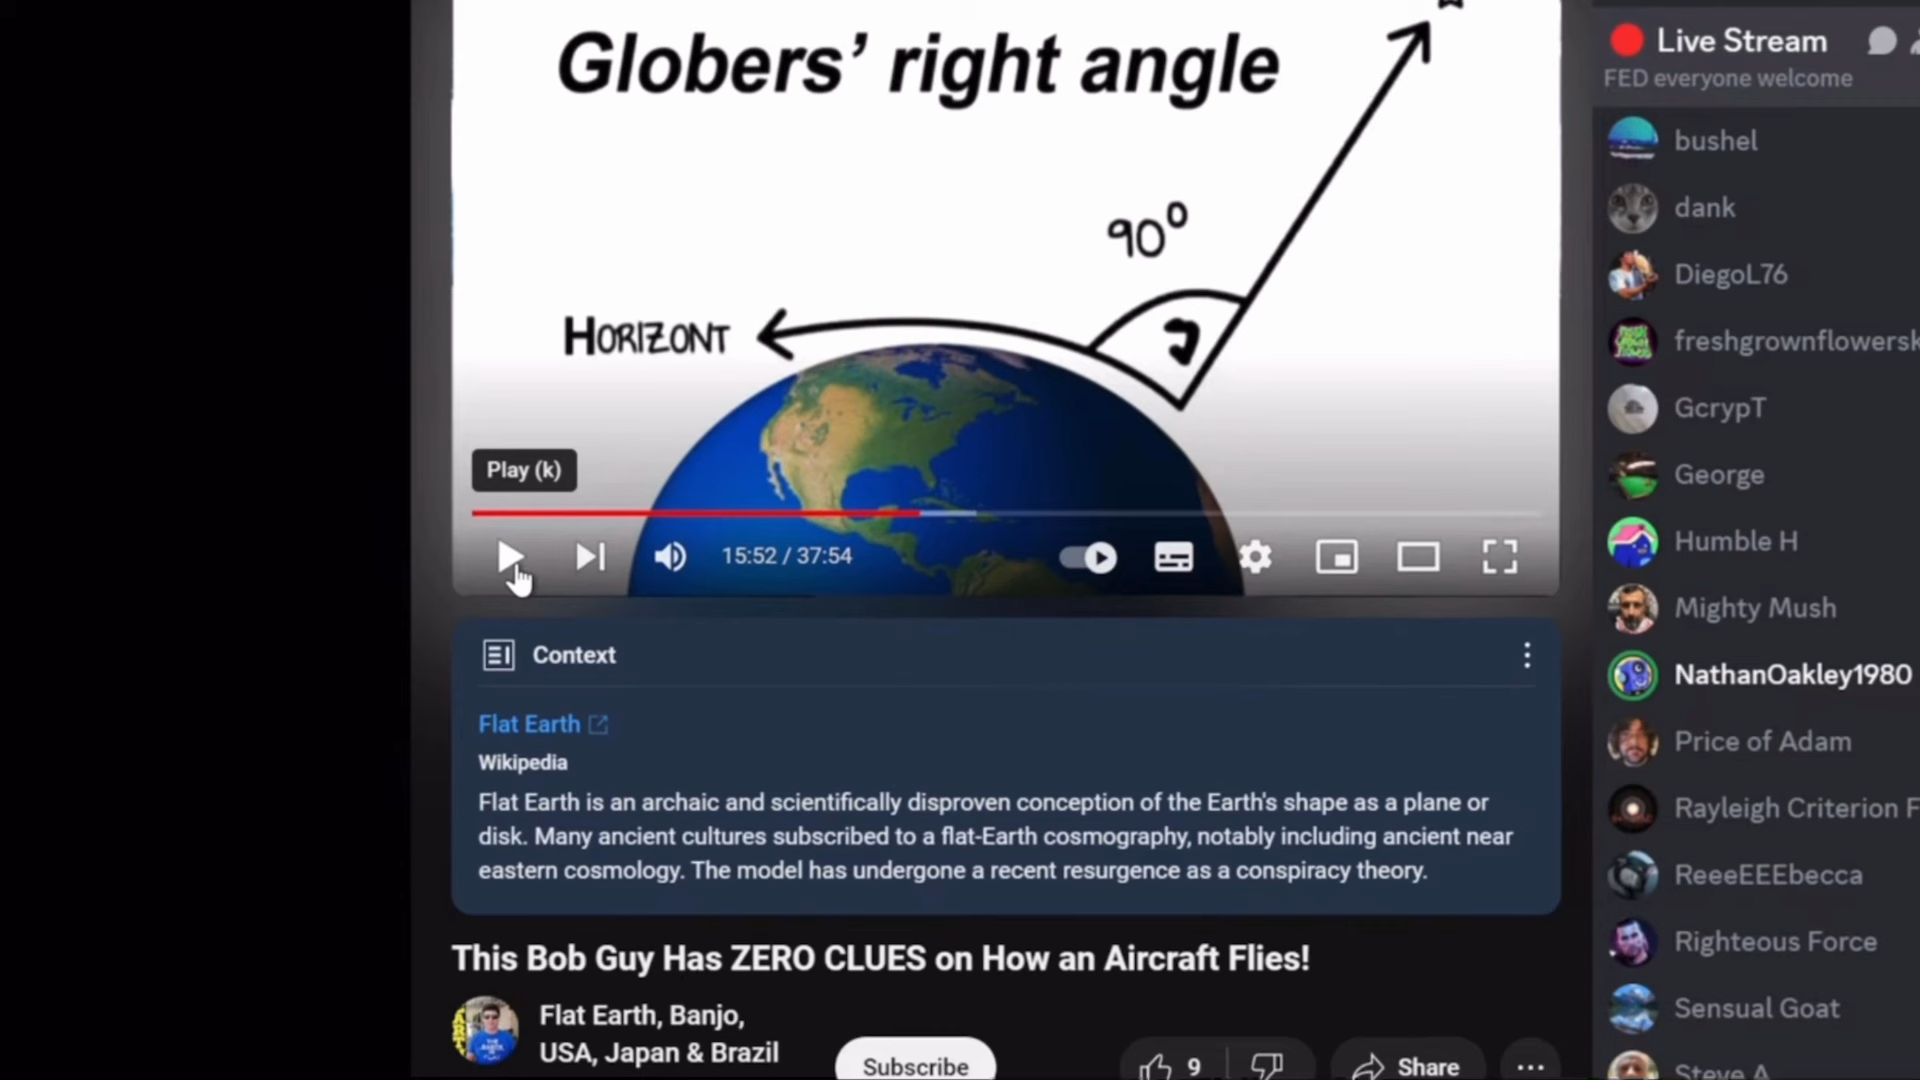 Globers’ right angle
90⁰
HORIZONT
Play (k)
15:52 / 37:54
Context
Flat Earth
Wikipedia
Flat Earth is an archaic and scientifically disproven conception of the Earth's shape as a plane or
disk. Many ancient cultures subscribed to a flat-Earth cosmography, notably including ancient near
eastern cosmology. The model has undergone a recent resurgence as a conspiracy theory.
This Bob Guy Has ZERO CLUES on How an Aircraft Flies!
Flat Earth, Banjo,
USA, Japan & Brazil
Subscribe
9
Share
Live Stream
FED everyone welcome
bushel
dank
DiegoL76
freshgrownflowersk
GcrypT
George
Humble H
Mighty Mush
NathanOakley1980
Price of Adam
Rayleigh Criterion F
ReeeEEEbecca
Righteous Force
Sensual Goat
Steve A